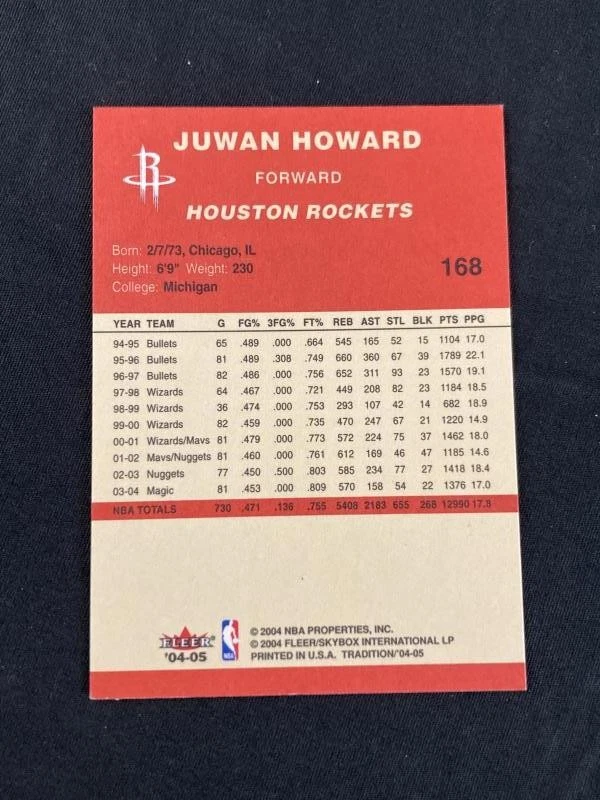 JUWAN HOWARD
FORWARD
HOUSTON ROCKETS
Born: 2/7/73, Chicago, IL
Height: 6'9" Weight: 230
168
College: Michigan
YEAR TEAM G FG% 3FG% FT% REB AST STL BLK PTS PPG
94-95 Bullets 65 .489 .000 .664 545 165 52 15 1104 17.0
95-96 Bullets 81 .489 .308 .749 660 360 67 39 1789 22.1
96-97 Bullets 82 .486 .000 .756 652 311 93 23 1570 19.1
97-98 Wizards 64 .467 .000 .721 449 208 82 23 1184 18.5
98-99 Wizards 36 .474 .000 .753 293 107 42 14 682 18.9
99-00 Wizards 82 .459 .000 .735 470 247 67 21 1220 14.9
00-01 Wizards/Mavs 81 .479 .000 .773 572 224 75 37 1462 18.0
01-02 Mavs/Nuggets 81 .460 .000 .761 612 169 46 47 1185 14.6
02-03 Nuggets 77 .450 .500 .803 585 234 77 27 1418 18.4
03-04 Magic 81 .453 .000 .809 570 158 54 22 1376 17.0
NBA TOTALS 730 .471 .136 .755 5408 2183 655 268 12990 17.8
FLEER
'04-05
NBA
© 2004 NBA PROPERTIES, INC.
© 2004 FLEER/SKYBOX INTERNATIONAL LP
PRINTED IN U.S.A. TRADITION/'04-05